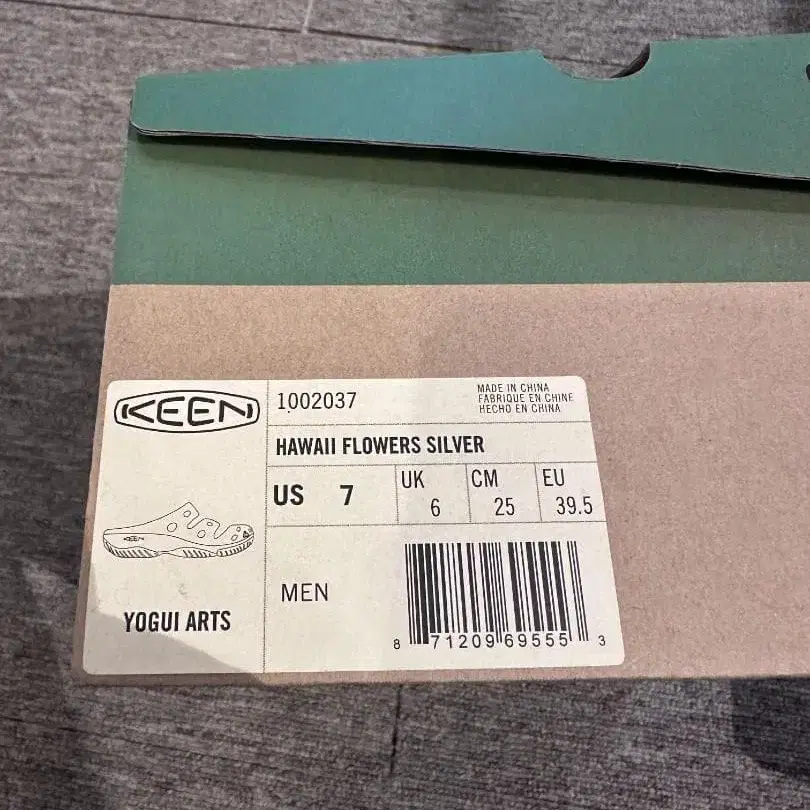 KEEN
1002037
MADE IN CHINA
FABRIQUE EN CHINE
HECHO EN CHINA
HAWAII FLOWERS SILVER
US 7
UK 6
CM 25
EU 39.5
KEEN
YOGUI ARTS
MEN
8 71209 69555 3